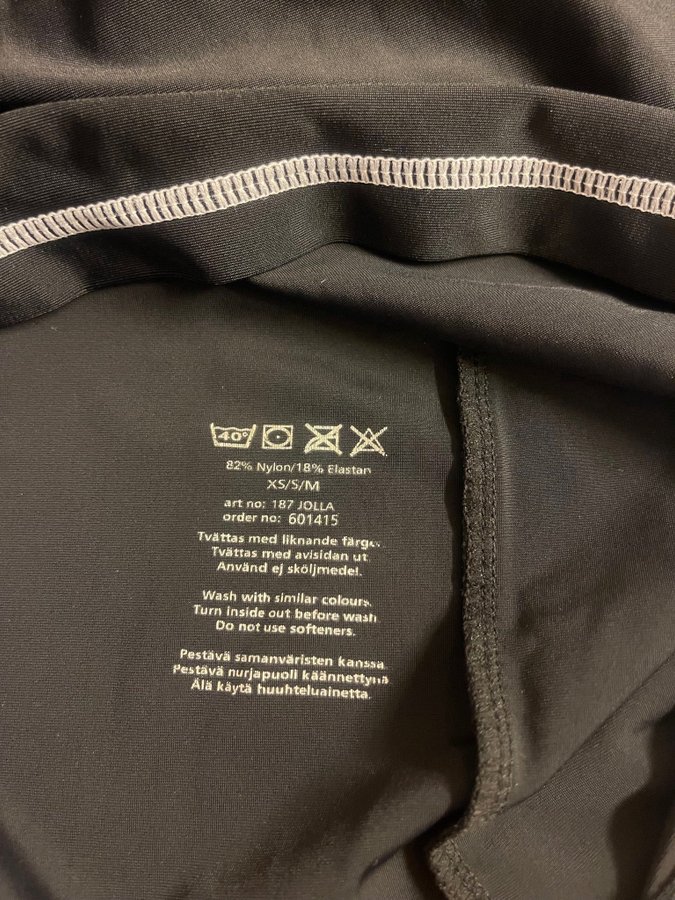 40°
82% Nylon/18% Elastan
XS/S/M
art no: 187 JOLLA
order no: 601415
Tvättas med liknande färger
Tvättas med avisidan ut
Använd ej sköljmedel.
Wash with similar colours.
Turn inside out before wash
Do not use softeners.
Pestävä samanväristen kanssa
Pestävä nurjapuoli käännettynä
Älä käytä huuhteluainetta.